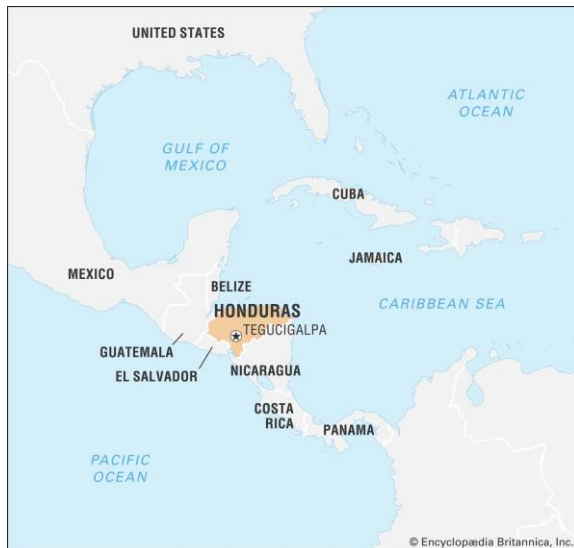 UNITED STATES
ATLANTIC
OCEAN
GULF OF
MEXICO
CUBA
MEXICO
JAMAICA
BELIZE
HONDURAS
CARIBBEAN SEA
TEGUCIGALPA
GUATEMALA
EL SALVADOR
NICARAGUA
COSTA
RICA
PANAMA
PACIFIC
OCEAN
© Encyclopædia Britannica, Inc.